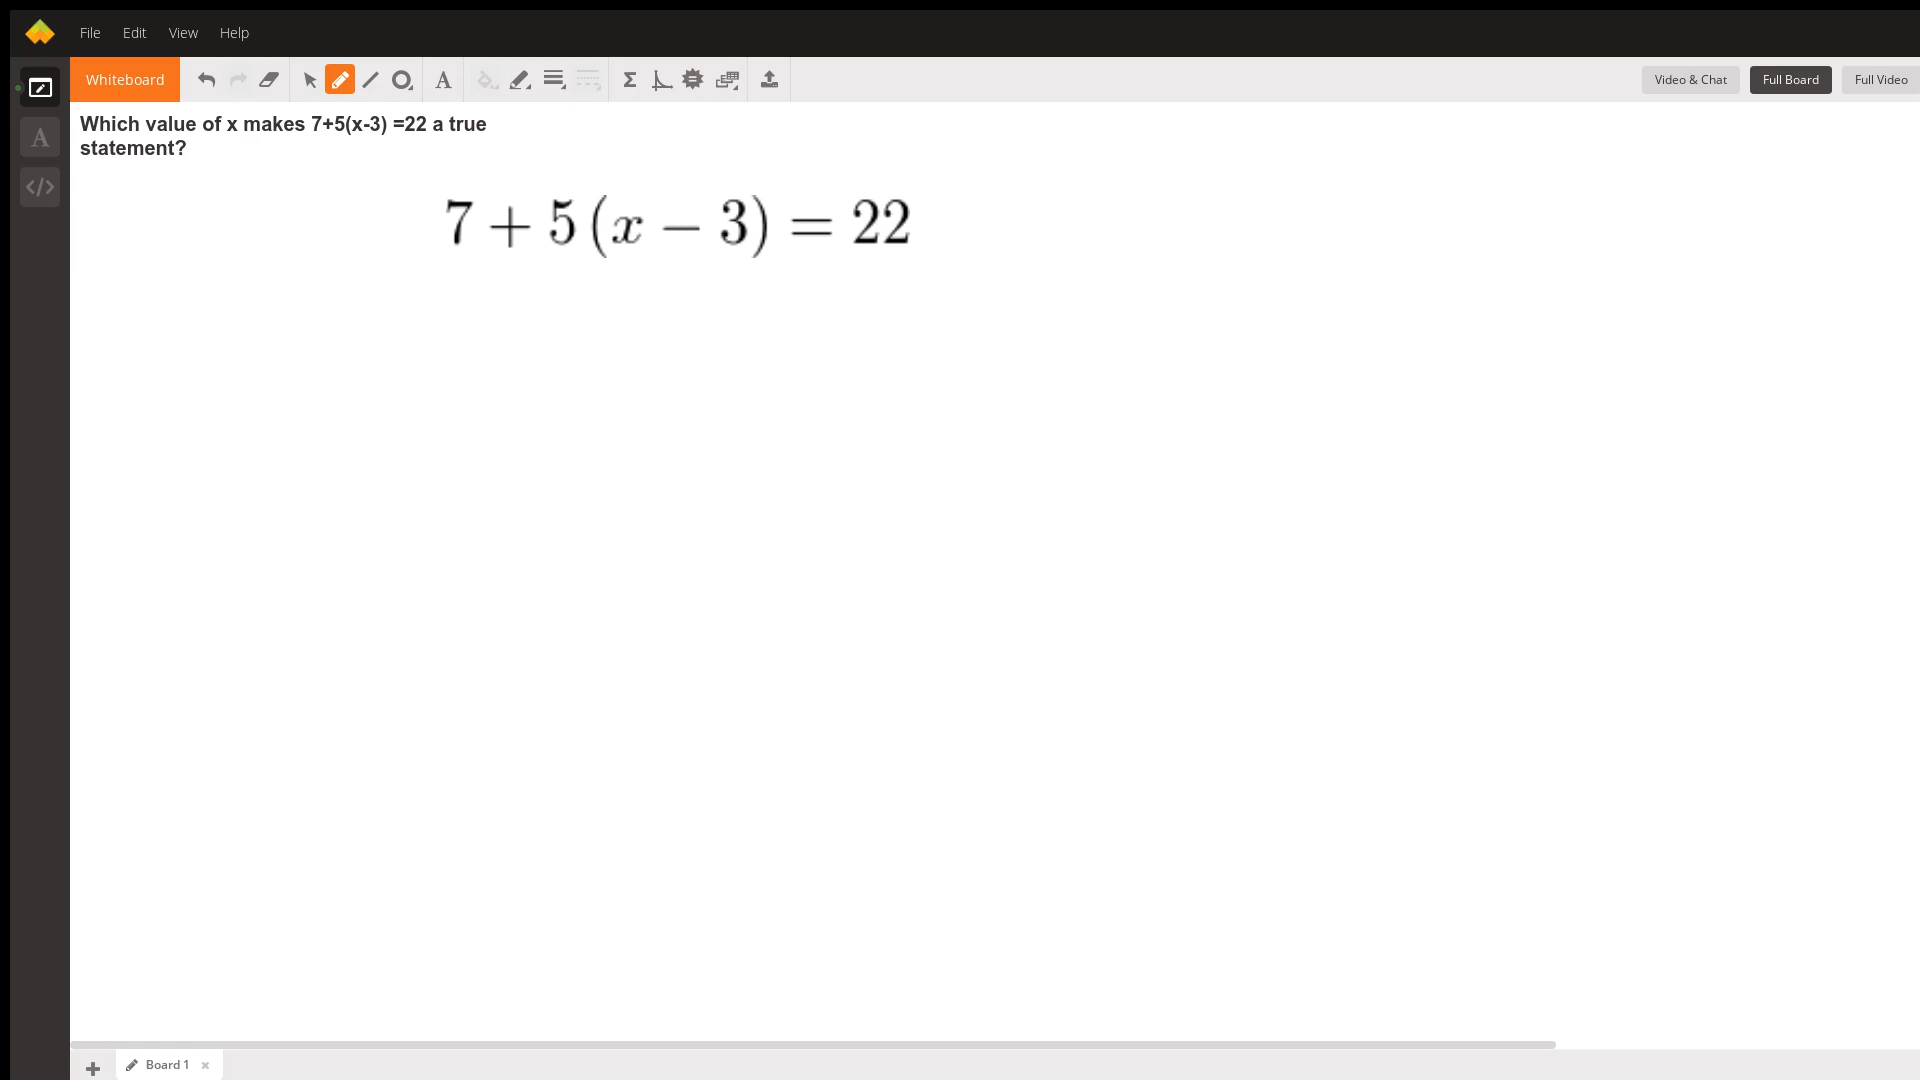 File Edit View Help
Whiteboard A Σ Video & Chat Full Board Full Video
A
</>
Which value of x makes 7+5(x-3) =22 a true
statement?
7 + 5 (x − 3) = 22
+ Board 1 ×